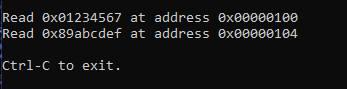 Read 0x01234567 at address 0x00000100
Read 0x89abcdef at address 0x00000104
Ctrl-C to exit.